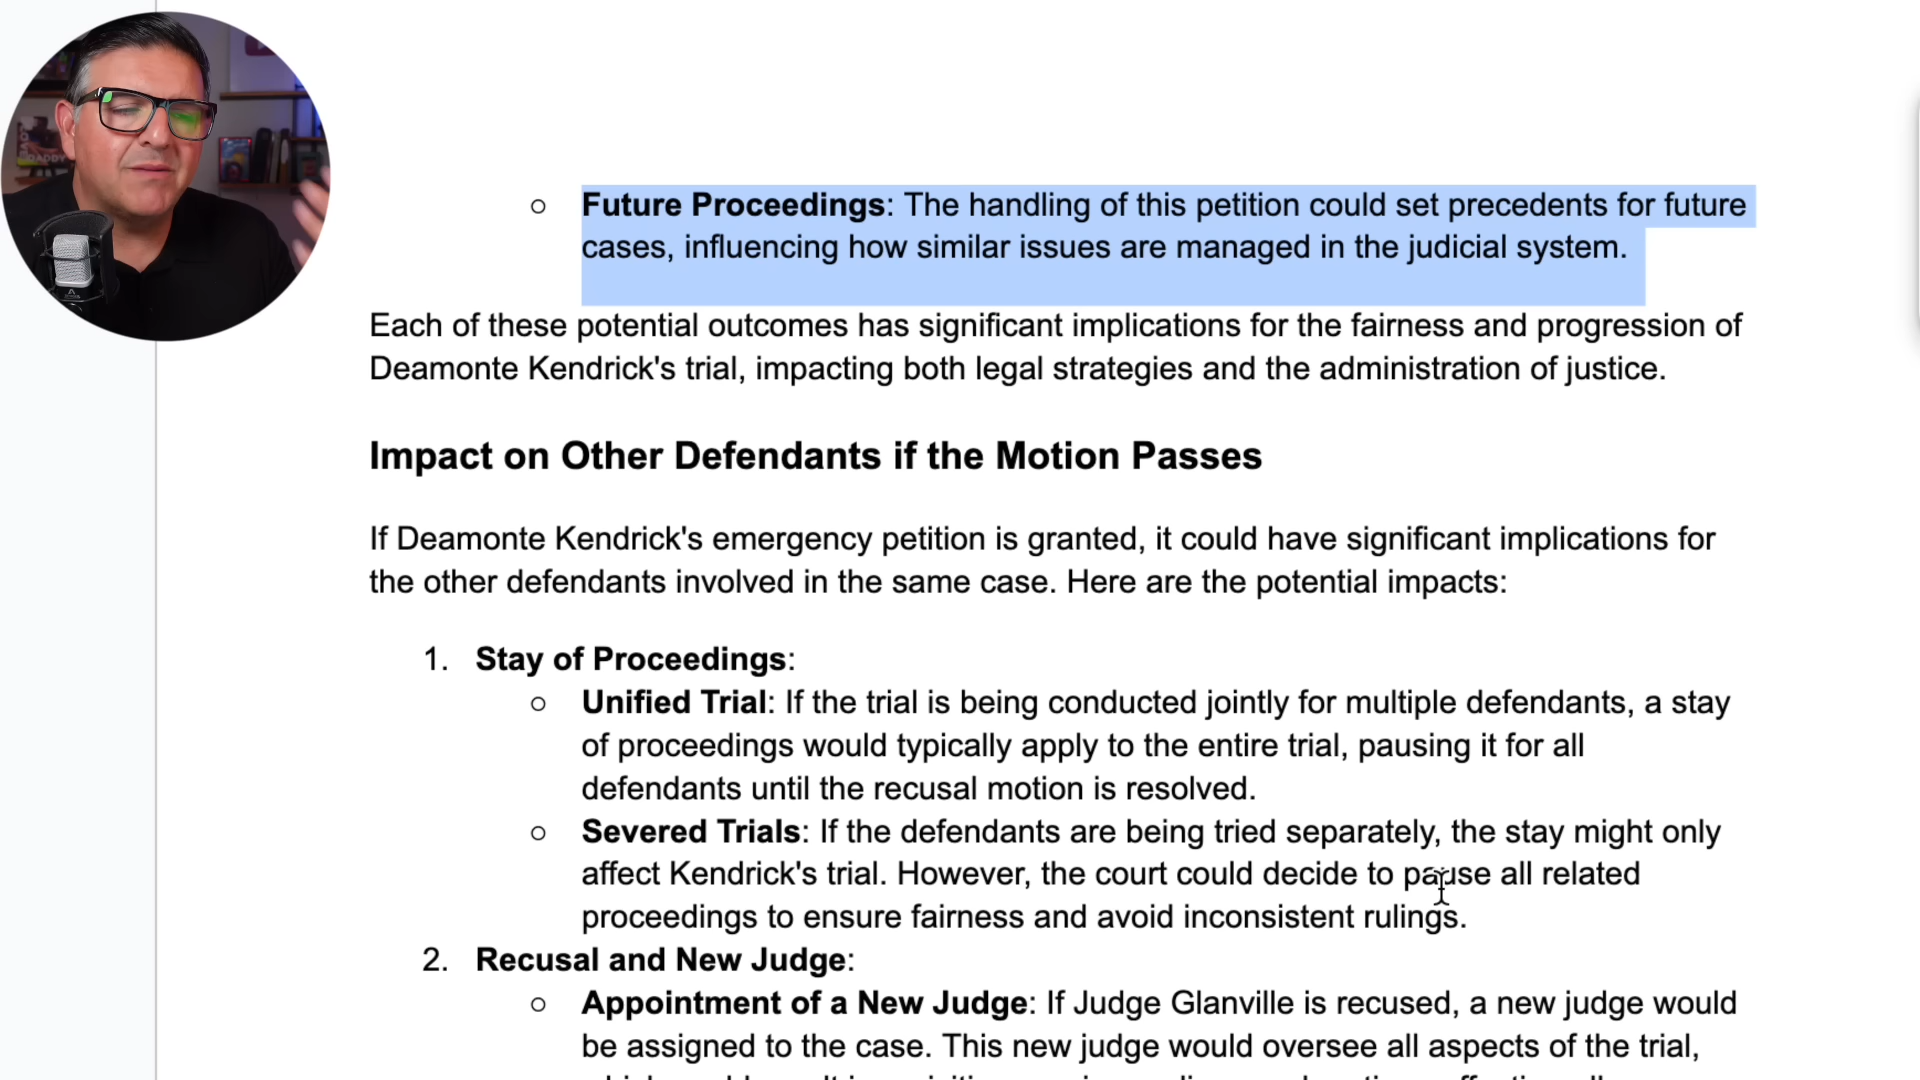 DADDY
Future Proceedings: The handling of this petition could set precedents for future
cases, influencing how similar issues are managed in the judicial system.
Each of these potential outcomes has significant implications for the fairness and progression of
Deamonte Kendrick's trial, impacting both legal strategies and the administration of justice.
Impact on Other Defendants if the Motion Passes
If Deamonte Kendrick's emergency petition is granted, it could have significant implications for
the other defendants involved in the same case. Here are the potential impacts:
1. Stay of Proceedings:
Unified Trial: If the trial is being conducted jointly for multiple defendants, a stay
of proceedings would typically apply to the entire trial, pausing it for all
defendants until the recusal motion is resolved.
Severed Trials: If the defendants are being tried separately, the stay might only
affect Kendrick's trial. However, the court could decide to pause all related
proceedings to ensure fairness and avoid inconsistent rulings.
2. Recusal and New Judge:
Appointment of a New Judge: If Judge Glanville is recused, a new judge would
be assigned to the case. This new judge would oversee all aspects of the trial,